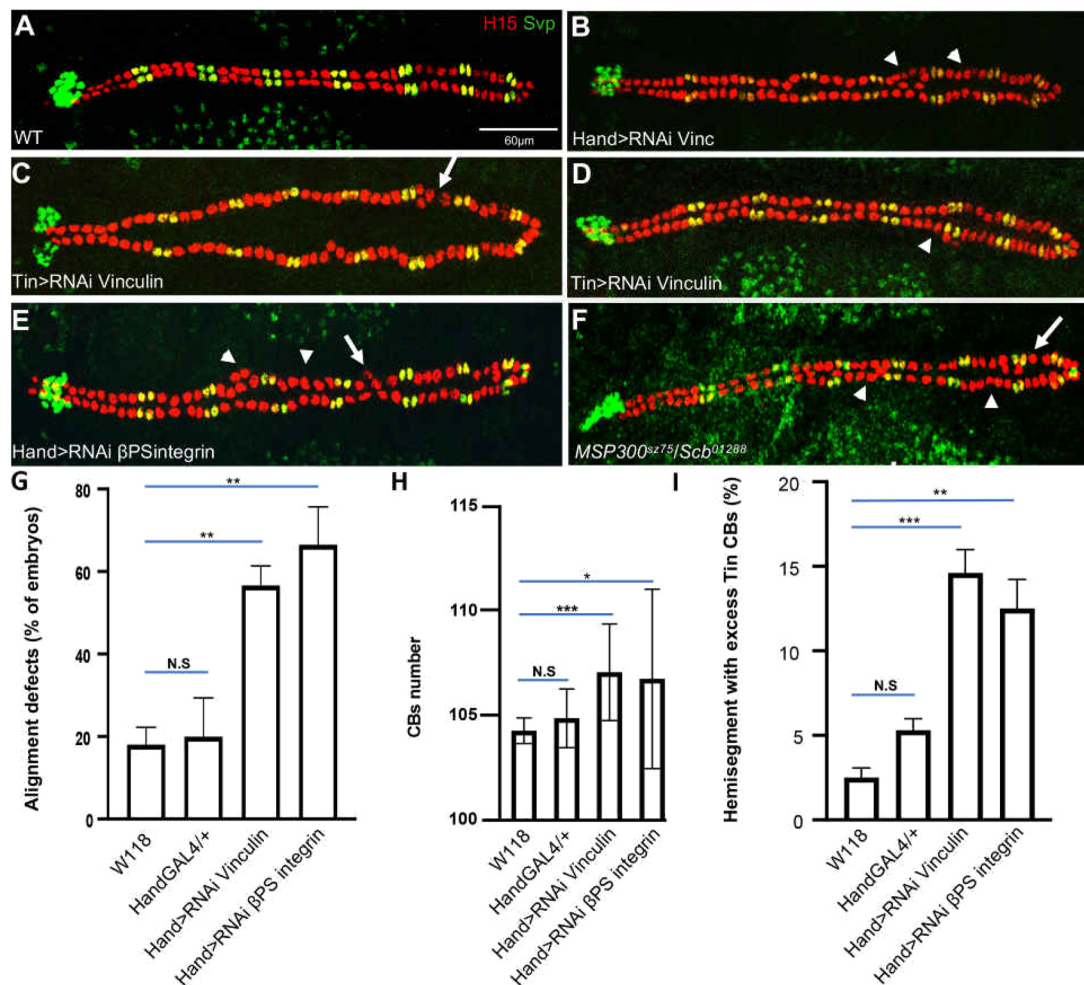 A
H15 Svp
WT
60µm
B
Hand>RNAi Vinc
C
Tin>RNAi Vinculin
D
Tin>RNAi Vinculin
E
Hand>RNAi βPSintegrin
F
MSP300sz75/Scb01288
G
Alignment defects (% of embryos)
80
60
40
20
0
**
**
N.S
W118
HandGAL4/+
Hand>RNAi Vinculin
Hand>RNAi βPS integrin
H
CBs number
115
110
105
100
*
***
N.S
W118
HandGAL4/+
Hand>RNAi Vinculin
Hand>RNAi βPS integrin
I
Hemisegment with excess Tin CBs (%)
20
15
10
5
0
**
***
N.S
W118
HandGAL4/+
Hand>RNAi Vinculin
Hand>RNAi βPS integrin